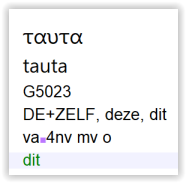 ταυτα
tauta
G5023
DE+ZELF, deze, dit
va.4nv mv o
dit